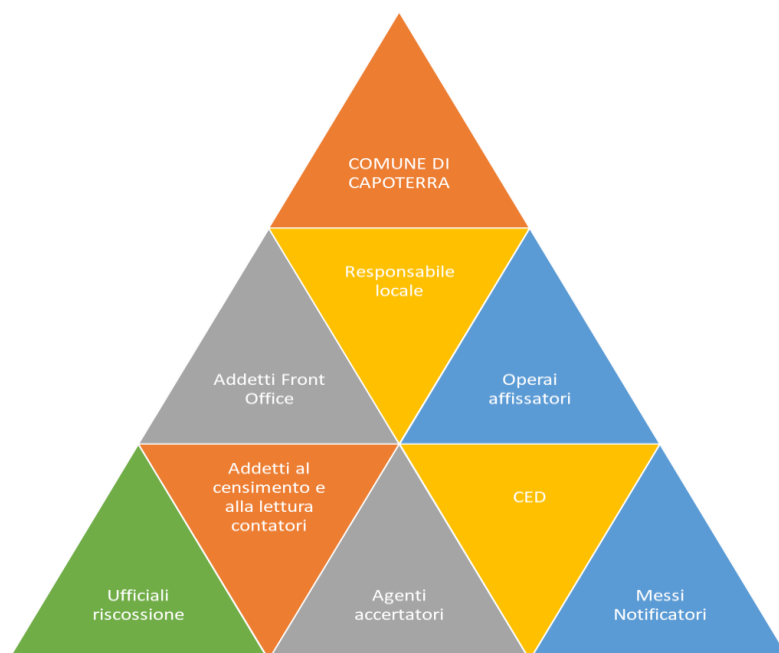 COMUNE DI
CAPOTERRA
Responsabile
locale
Addetti Front
Office
Operai
affissatori
Addetti al
censimento e
alla lettura
contatori
CED
Ufficiali
riscossione
Agenti
accertatori
Messi
Notificatori